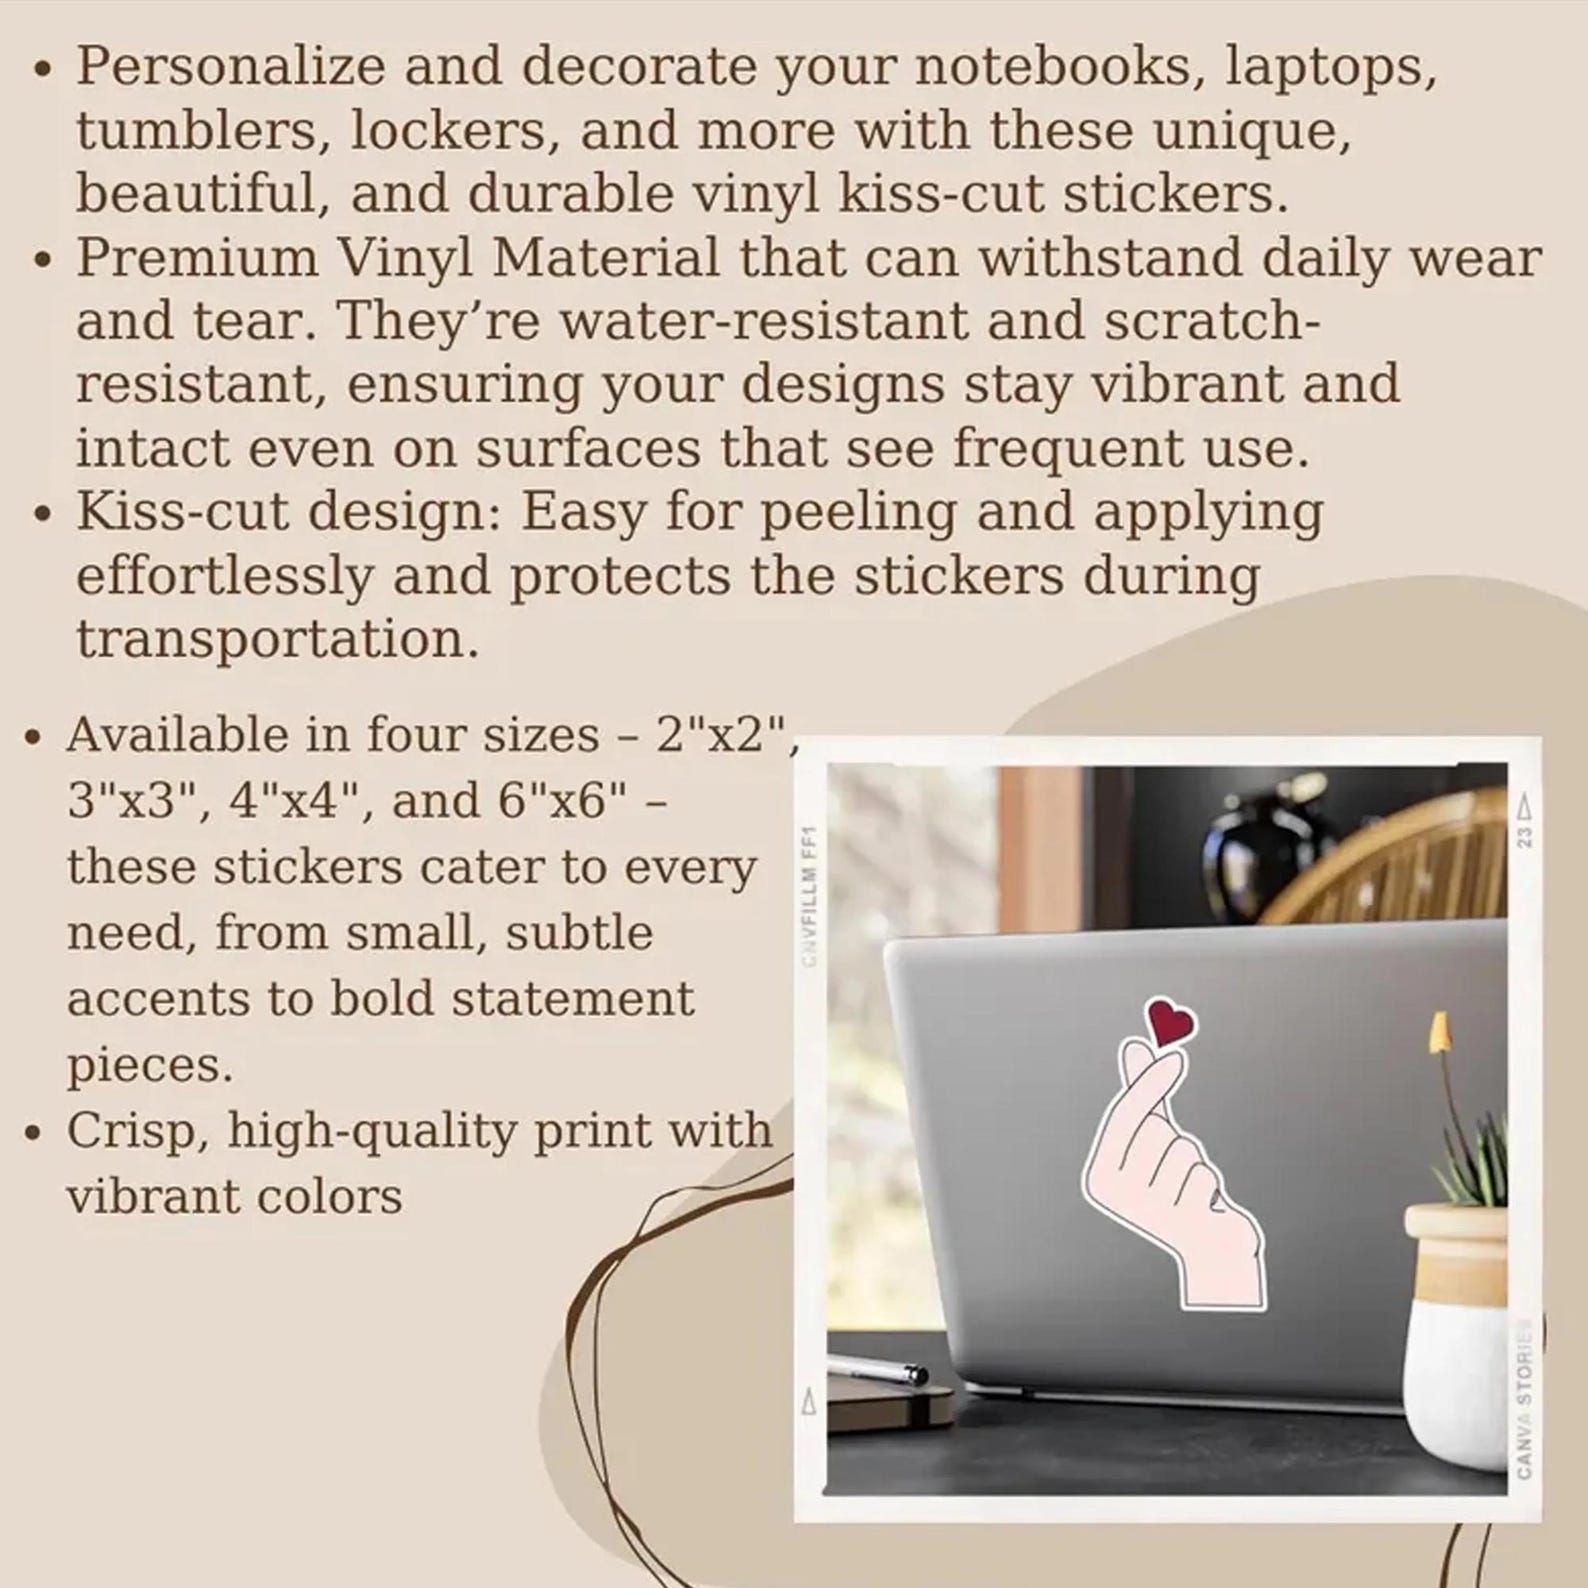 • Personalize and decorate your notebooks, laptops,
tumblers, lockers, and more with these unique,
beautiful, and durable vinyl kiss-cut stickers.
• Premium Vinyl Material that can withstand daily wear
and tear. They’re water-resistant and scratch-
resistant, ensuring your designs stay vibrant and
intact even on surfaces that see frequent use.
• Kiss-cut design: Easy for peeling and applying
effortlessly and protects the stickers during
transportation.
• Available in four sizes – 2"x2",
3"x3", 4"x4", and 6"x6" –
these stickers cater to every
need, from small, subtle
accents to bold statement
pieces.
• Crisp, high-quality print with
vibrant colors
CNVFILLM FF1
23
CANVA STORIES